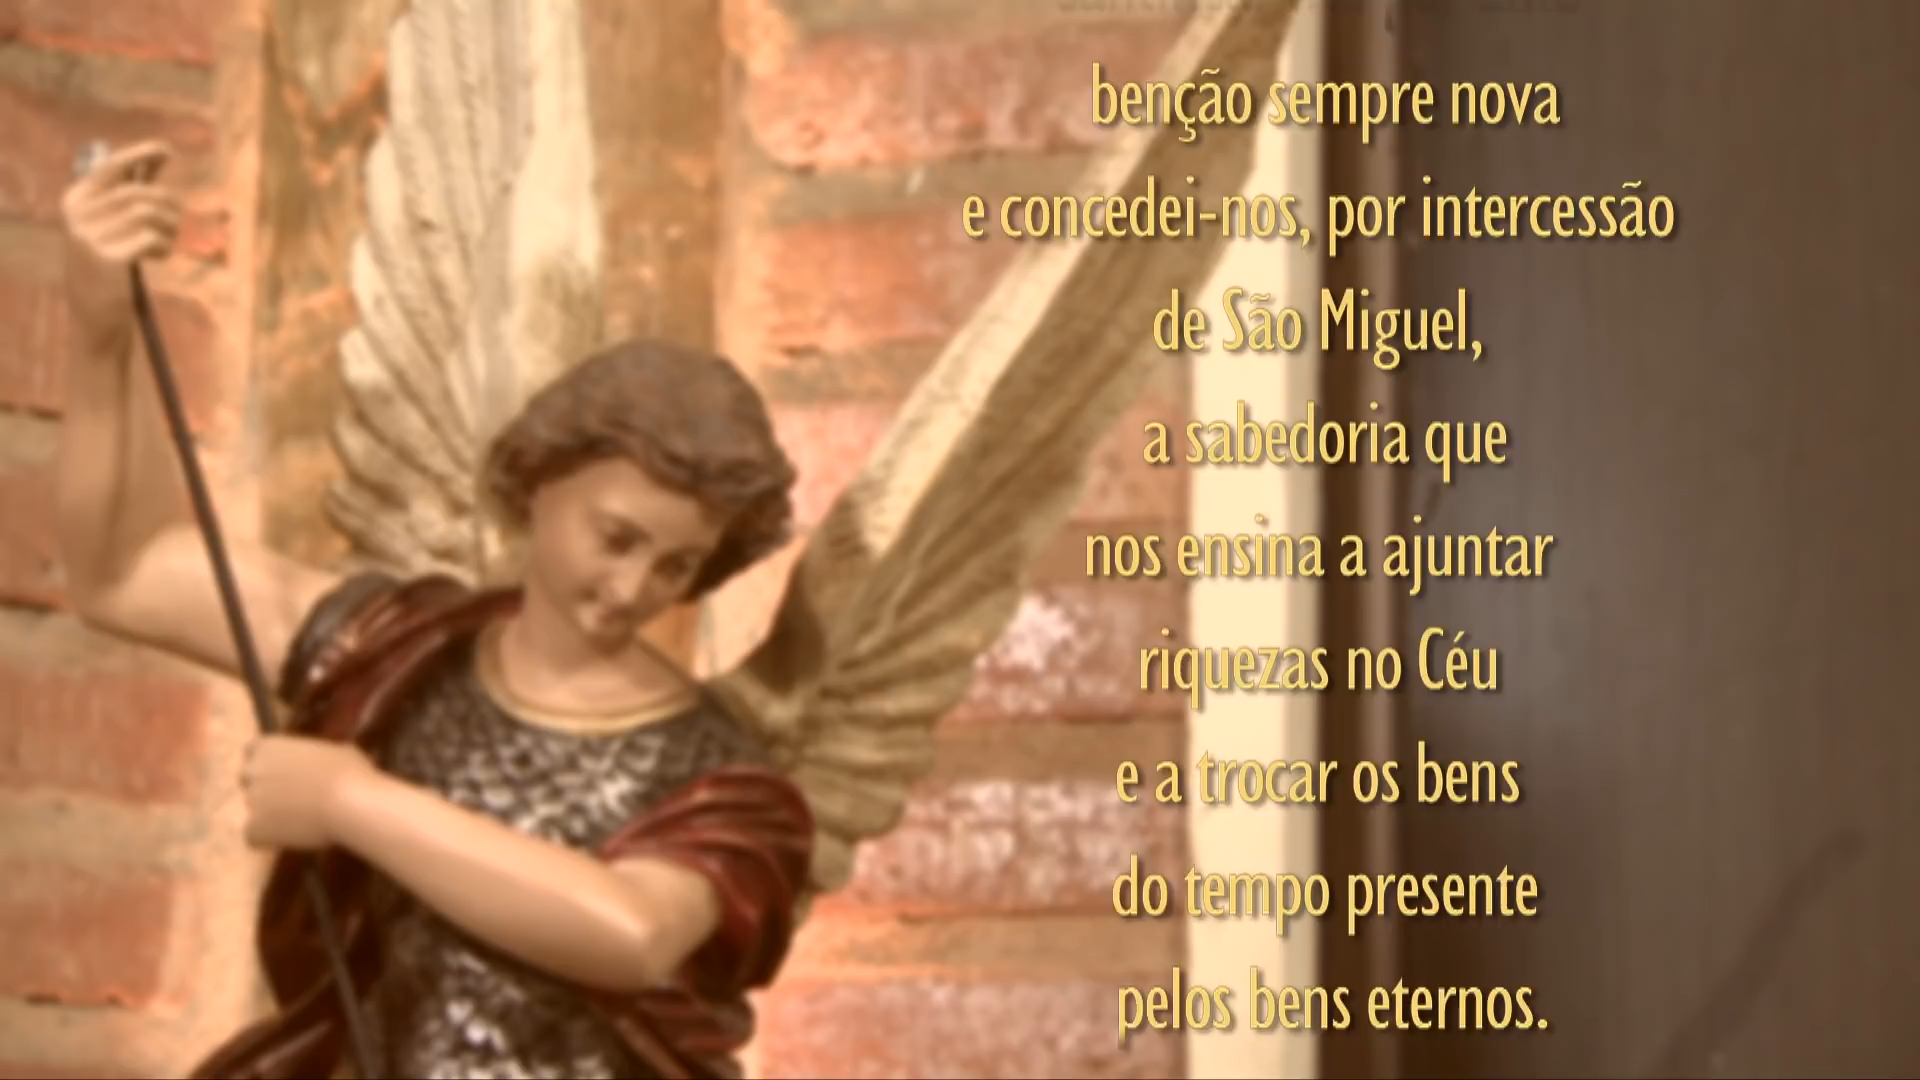 benção sempre nova
e concedei-nos, por intercessão
de São Miguel,
a sabedoria que
nos ensina a ajuntar
riquezas no Céu
e a trocar os bens
do tempo presente
pelos bens eternos.